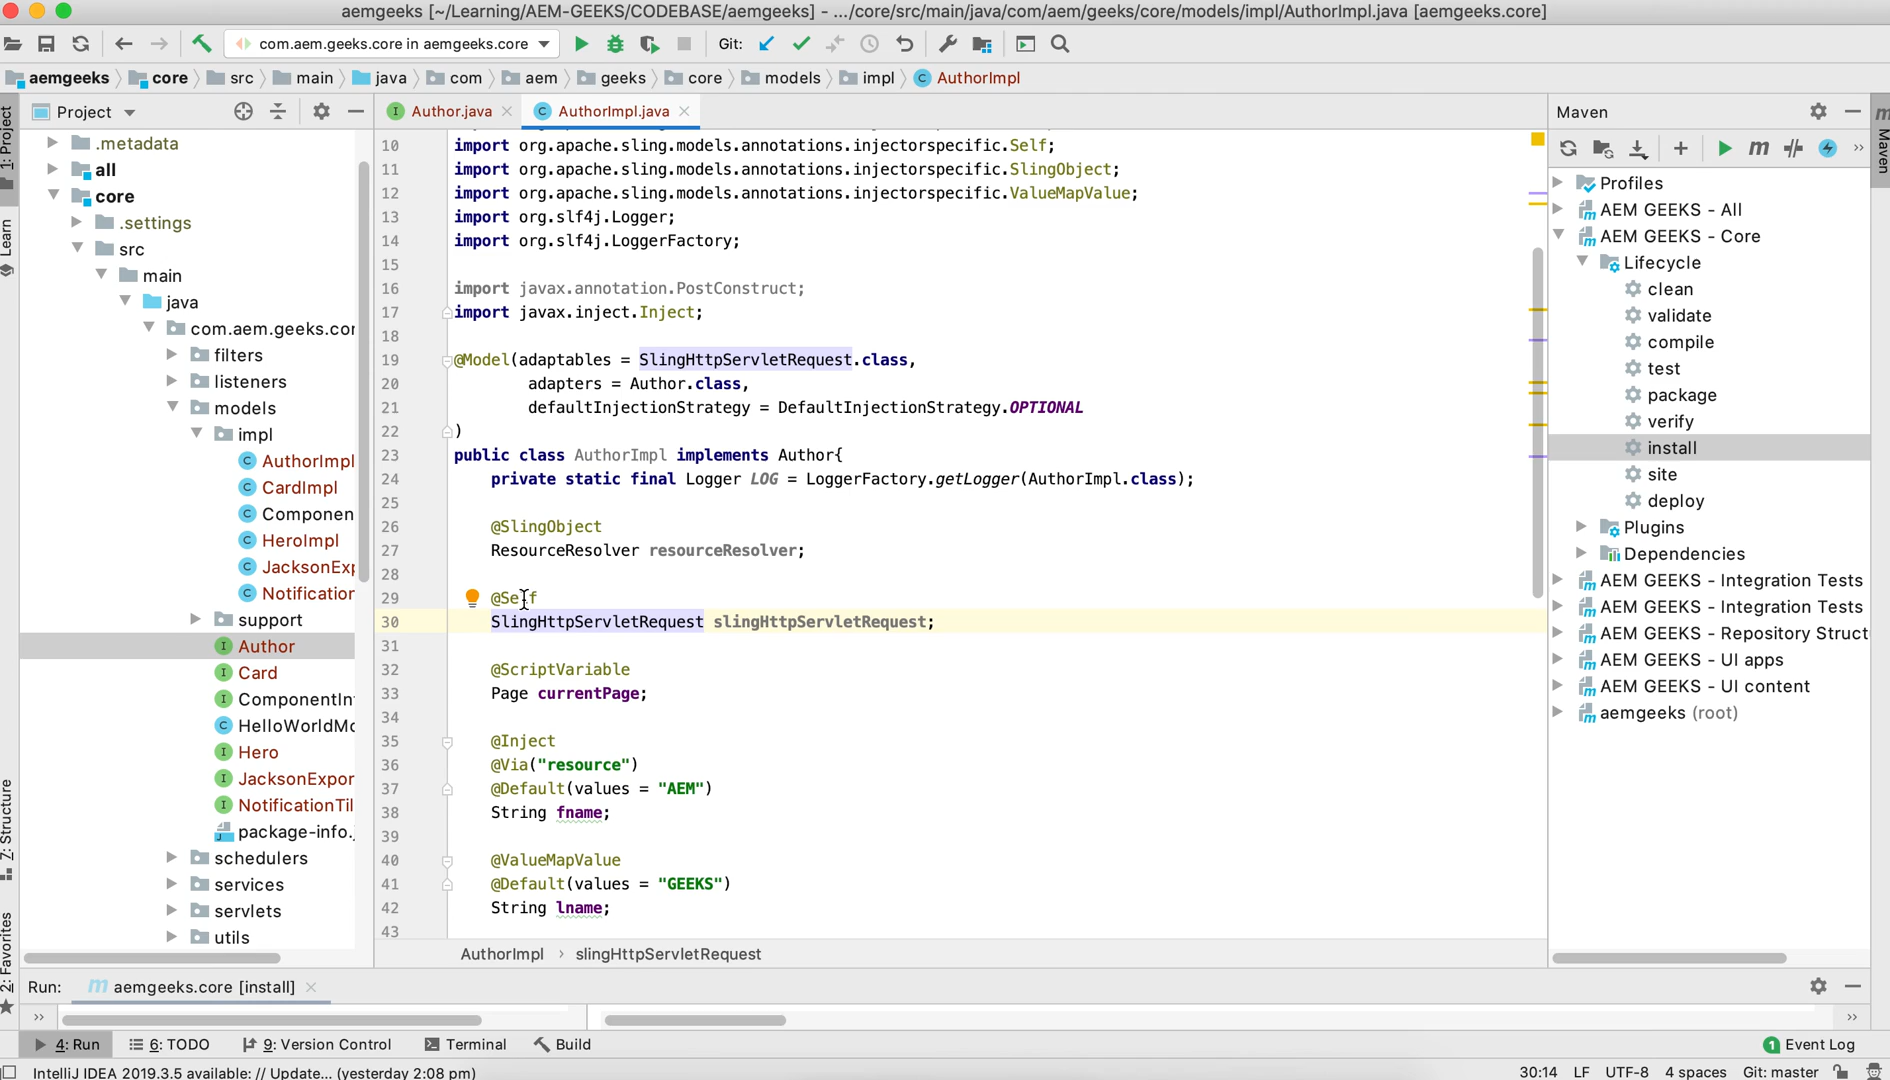 aemgeeks [~/Learning/AEM-GEEKS/CODEBASE/aemgeeks] - .../core/src/main/java/com/aem/geeks/core/models/impl/AuthorImpl.java [aemgeeks.core]
com.aem.geeks.core in aemgeeks.core
Git:
aemgeeks core src main java com aem geeks core models impl AuthorImpl
1: Project
Learn
Z: Structure
2: Favorites
Project
.metadata
all
core
.settings
src
main
java
com.aem.geeks.cor
filters
listeners
models
impl
AuthorImpl
CardImpl
Componen
HeroImpl
JacksonExp
Notification
support
Author
Card
ComponentIn
HelloWorldMo
Hero
JacksonExpor
NotificationTil
package-info.
schedulers
services
servlets
utils
Author.java
AuthorImpl.java
10 import org.apache.sling.models.annotations.injectorspecific.Self;
11 import org.apache.sling.models.annotations.injectorspecific.SlingObject;
12 import org.apache.sling.models.annotations.injectorspecific.ValueMapValue;
13 import org.slf4j.Logger;
14 import org.slf4j.LoggerFactory;
15
16 import javax.annotation.PostConstruct;
17 import javax.inject.Inject;
18
19 @Model(adaptables = SlingHttpServletRequest.class,
20 adapters = Author.class,
21 defaultInjectionStrategy = DefaultInjectionStrategy.OPTIONAL
22 )
23 public class AuthorImpl implements Author{
24 private static final Logger LOG = LoggerFactory.getLogger(AuthorImpl.class);
25
26 @SlingObject
27 ResourceResolver resourceResolver;
28
29 @Self
30 SlingHttpServletRequest slingHttpServletRequest;
31
32 @ScriptVariable
33 Page currentPage;
34
35 @Inject
36 @Via("resource")
37 @Default(values = "AEM")
38 String fname;
39
40 @ValueMapValue
41 @Default(values = "GEEKS")
42 String lname;
43
AuthorImpl › slingHttpServletRequest
Maven
m
Maven
Profiles
AEM GEEKS - All
AEM GEEKS - Core
Lifecycle
clean
validate
compile
test
package
verify
install
site
deploy
Plugins
Dependencies
AEM GEEKS - Integration Tests
AEM GEEKS - Integration Tests
AEM GEEKS - Repository Struct
AEM GEEKS - UI apps
AEM GEEKS - UI content
aemgeeks (root)
Run: m aemgeeks.core [install]
4: Run 6: TODO 9: Version Control Terminal Build 1 Event Log
IntelliJ IDEA 2019.3.5 available: // Update... (yesterday 2:08 pm) 30:14 LF UTF-8 4 spaces Git: master